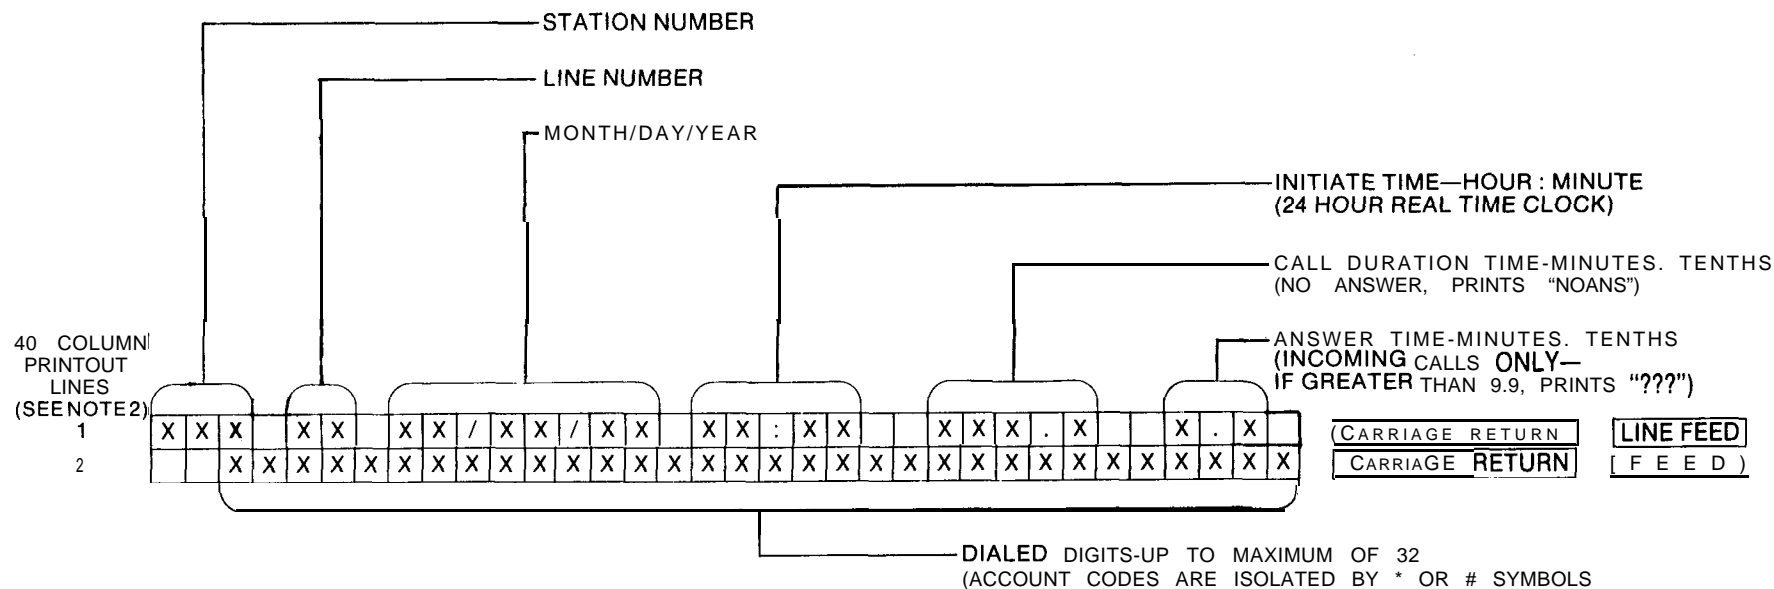 STATION NUMBER
LINE NUMBER
MONTH/DAY/YEAR
INITIATE TIME—HOUR : MINUTE
(24 HOUR REAL TIME CLOCK)
CALL DURATION TIME-MINUTES. TENTHS
(NO ANSWER, PRINTS “NOANS”)
ANSWER TIME-MINUTES. TENTHS
(INCOMING CALLS ONLY—
IF GREATER THAN 9.9, PRINTS “???”)
40 COLUMN
PRINTOUT
LINES
(SEE NOTE 2)
1 X X X X X X X / X X / X X X X : X X X X X . X X . X (CARRIAGE RETURN LINE FEED
2 X X X X X X X X X X X X X X X X X X X X X X X X X X X X X X X X CARRIAGE RETURN [FEED)
DIALED DIGITS-UP TO MAXIMUM OF 32
(ACCOUNT CODES ARE ISOLATED BY * OR # SYMBOLS